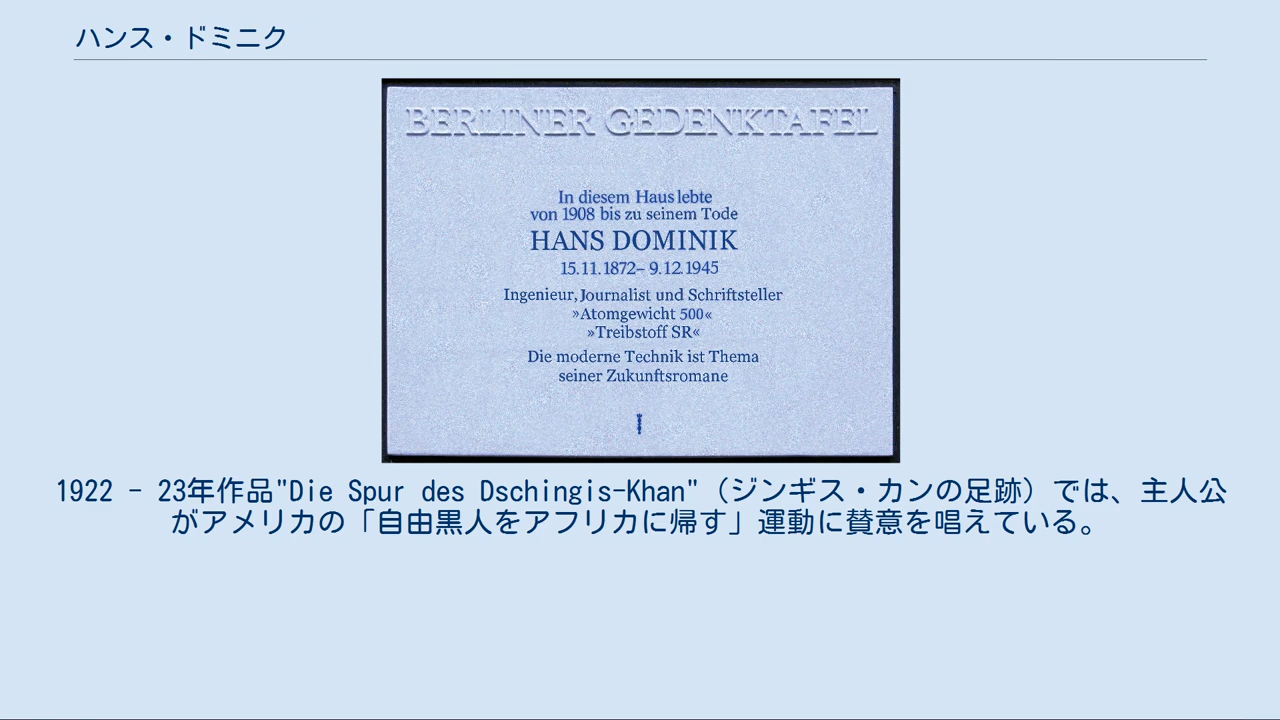 ハンス・ドミニク
BERLINER GEDENKTAFEL
In diesem Haus lebte
von 1908 bis zu seinem Tode
HANS DOMINIK
15.11.1872– 9.12.1945
Ingenieur, Journalist und Schriftsteller
»Atomgewicht 500«
»Treibstoff SR«
Die moderne Technik ist Thema
seiner Zukunftsromane
1922 - 23年作品"Die Spur des Dschingis-Khan"（ジンギス・カンの足跡）では、主人公
がアメリカの「自由黒人をアフリカに帰す」運動に賛意を唱えている。